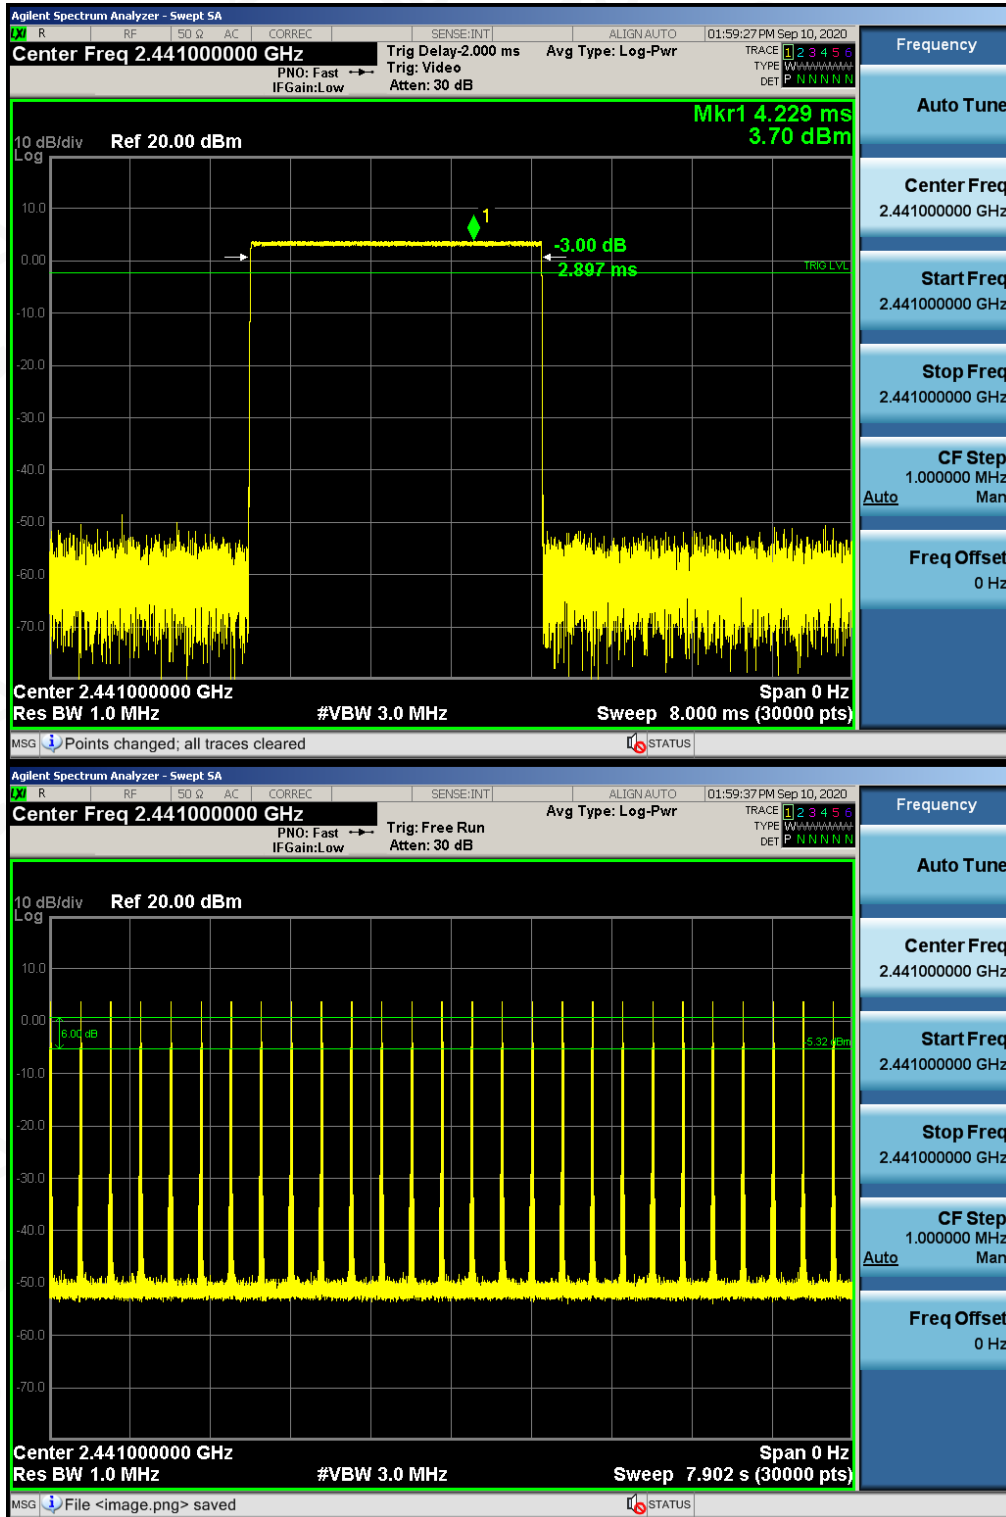 Agilent Spectrum Analyzer - Swept SA
LXI R RF 50 Ω AC CORREC SENSE:INT ALIGN AUTO 01:59:27 PM Sep 10, 2020
Center Freq 2.441000000 GHz
PNO: Fast
IFGain:Low
Trig Delay-2.000 ms
Trig: Video
Atten: 30 dB
Avg Type: Log-Pwr
TRACE 1 2 3 4 5 6
TYPE WWWWWW
DET P N N N N N
Mkr1 4.229 ms
3.70 dBm
10 dB/div Ref 20.00 dBm
Log
10.0
0.00
-10.0
-20.0
-30.0
-40.0
-50.0
-60.0
-70.0
1
-3.00 dB
2.897 ms
TRIG LVL
Center 2.441000000 GHz Span 0 Hz
Res BW 1.0 MHz #VBW 3.0 MHz Sweep 8.000 ms (30000 pts)
MSG Points changed; all traces cleared STATUS
Frequency
Auto Tune
Center Freq
2.441000000 GHz
Start Freq
2.441000000 GHz
Stop Freq
2.441000000 GHz
CF Step
1.000000 MHz
Auto Man
Freq Offset
0 Hz
Agilent Spectrum Analyzer - Swept SA
LXI R RF 50 Ω AC CORREC SENSE:INT ALIGN AUTO 01:59:37 PM Sep 10, 2020
Center Freq 2.441000000 GHz
PNO: Fast
IFGain:Low
Trig: Free Run
Atten: 30 dB
Avg Type: Log-Pwr
TRACE 1 2 3 4 5 6
TYPE WWWWWW
DET P N N N N N
10 dB/div Ref 20.00 dBm
Log
10.0
0.00
-10.0
-20.0
-30.0
-40.0
-50.0
-60.0
-70.0
6.00 dB
-5.32 dBm
Center 2.441000000 GHz Span 0 Hz
Res BW 1.0 MHz #VBW 3.0 MHz Sweep 7.902 s (30000 pts)
MSG File <image.png> saved STATUS
Frequency
Auto Tune
Center Freq
2.441000000 GHz
Start Freq
2.441000000 GHz
Stop Freq
2.441000000 GHz
CF Step
1.000000 MHz
Auto Man
Freq Offset
0 Hz